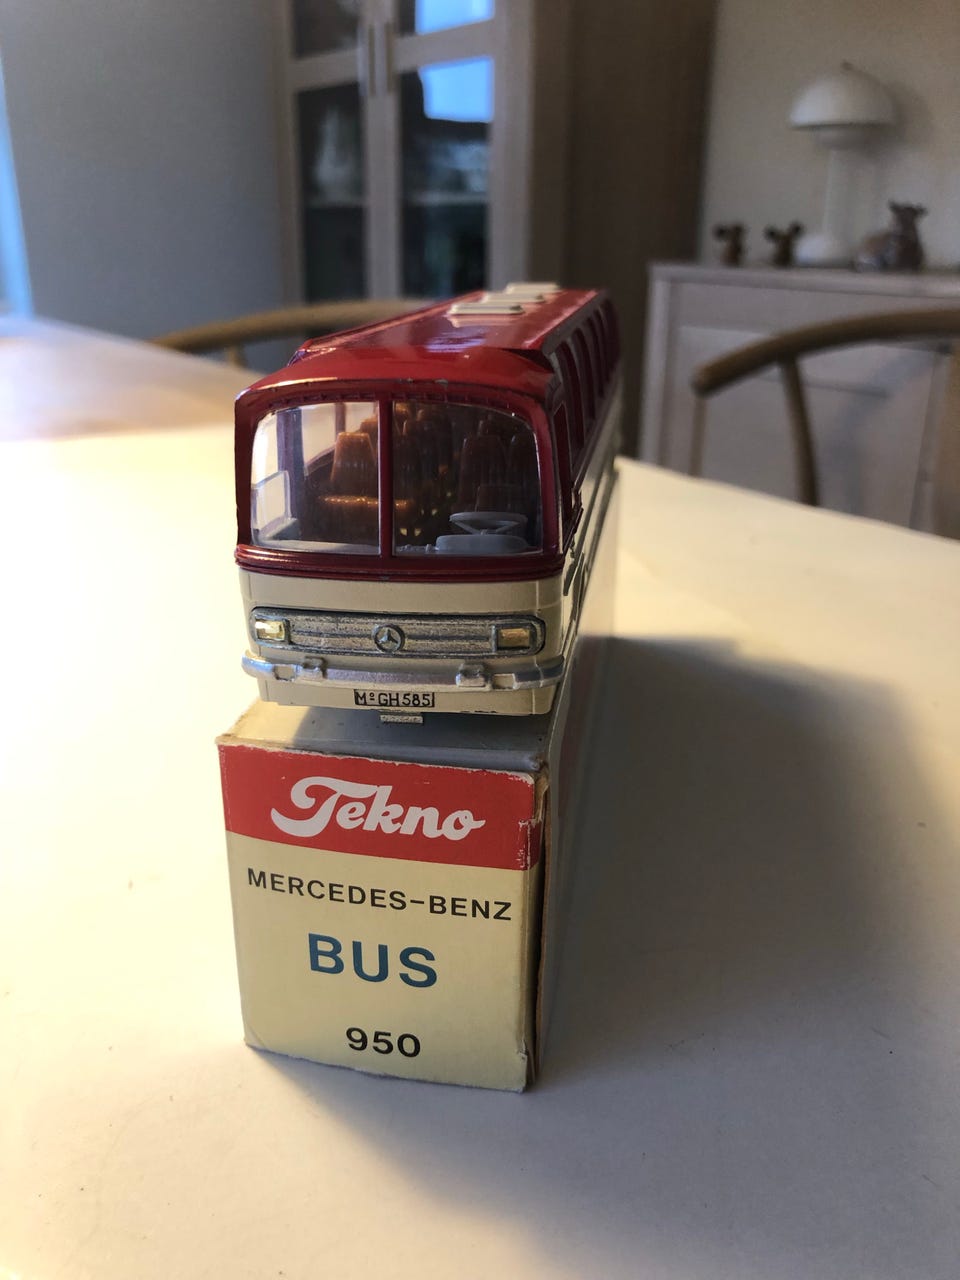 M° GH 585
Tekno
MERCEDES-BENZ
BUS
950